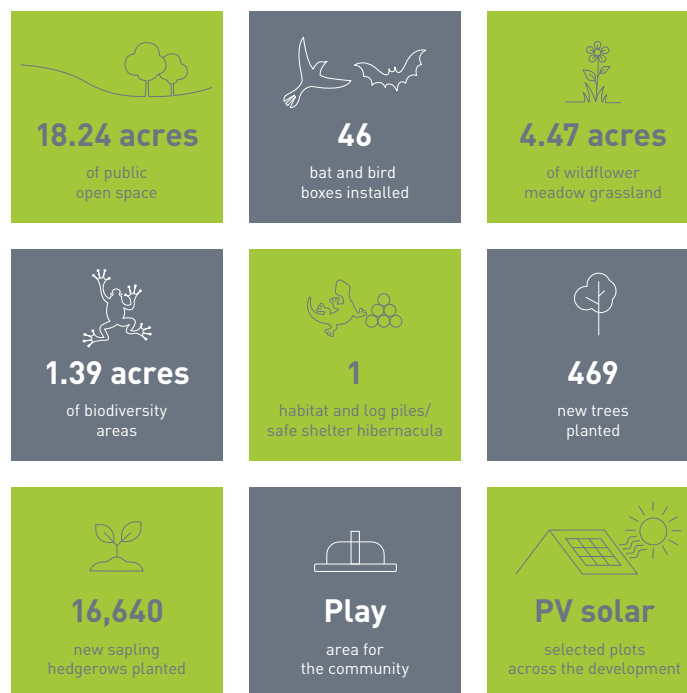 18.24 acres
of public
open space
46
bat and bird
boxes installed
4.47 acres
of wildflower
meadow grassland
1.39 acres
of biodiversity
areas
1
habitat and log piles/
safe shelter hibernacula
469
new trees
planted
16,640
new sapling
hedgerows planted
Play
area for
the community
PV solar
selected plots
across the development